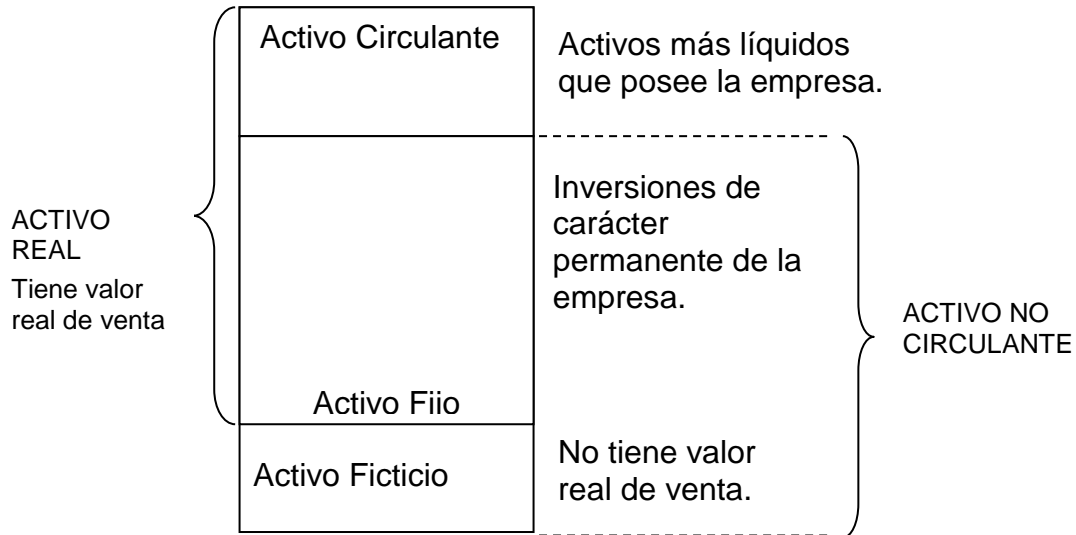 Activo Circulante
Activos más líquidos
que posee la empresa.
ACTIVO
REAL
Tiene valor
real de venta
Inversiones de
carácter
permanente de la
empresa.
ACTIVO NO
CIRCULANTE
Activo Fiio
Activo Ficticio
No tiene valor
real de venta.